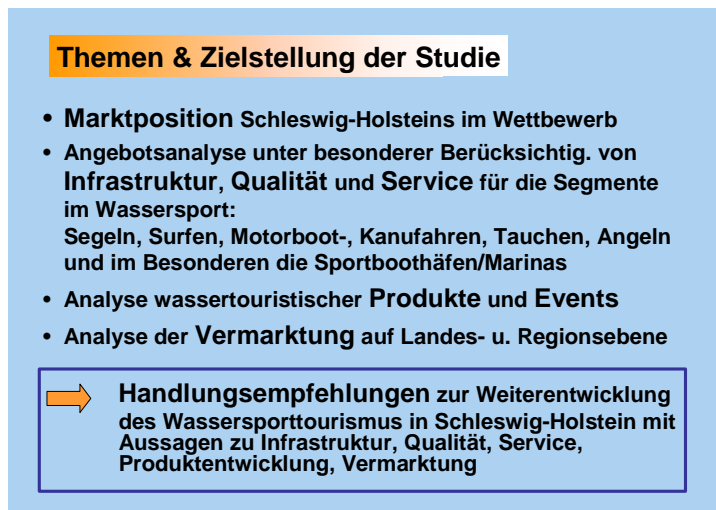 Themen & Zielstellung der Studie
• Marktposition Schleswig-Holsteins im Wettbewerb
• Angebotsanalyse unter besonderer Berücksichtig. von
Infrastruktur, Qualität und Service für die Segmente
im Wassersport:
Segeln, Surfen, Motorboot-, Kanufahren, Tauchen, Angeln
und im Besonderen die Sportboothäfen/Marinas
• Analyse wassertouristischer Produkte und Events
• Analyse der Vermarktung auf Landes- u. Regionsebene
Handlungsempfehlungen zur Weiterentwicklung
des Wassersporttourismus in Schleswig-Holstein mit
Aussagen zu Infrastruktur, Qualität, Service,
Produktentwicklung, Vermarktung